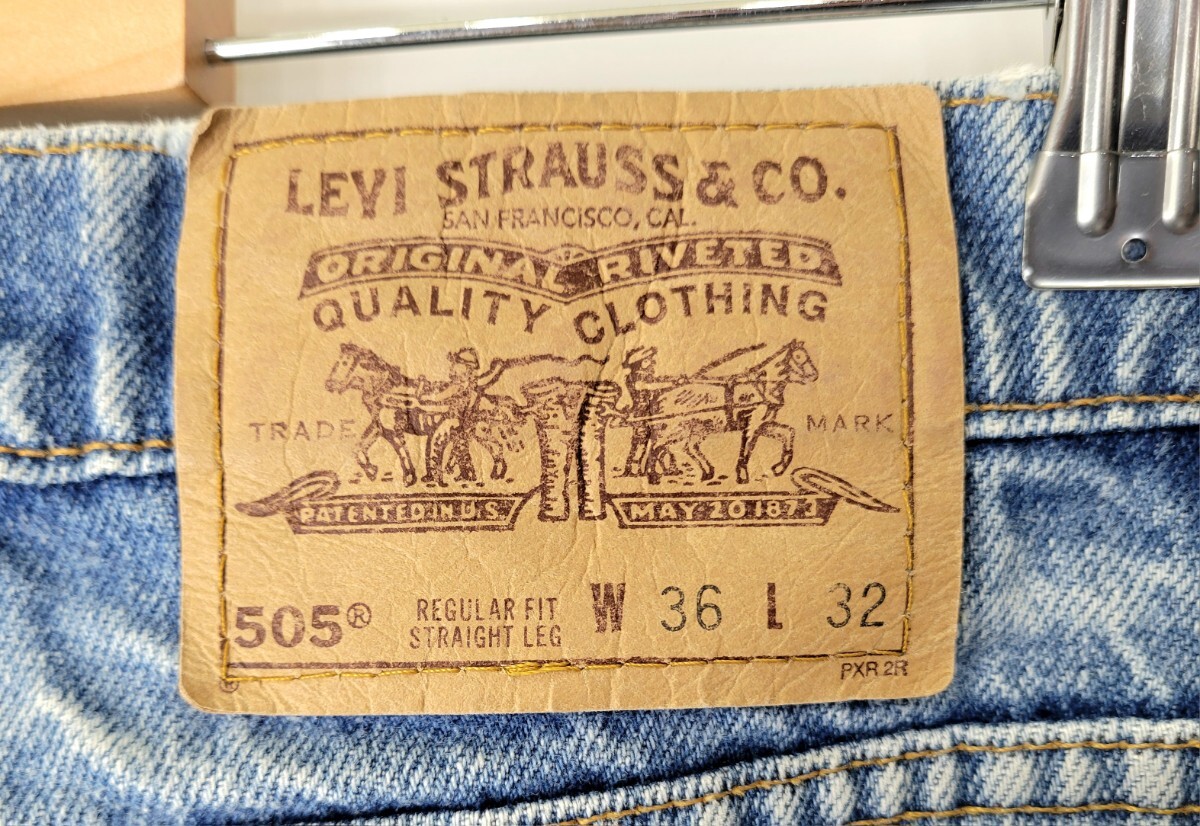 LEVI STRAUSS & CO.
SAN FRANCISCO, CAL.
ORIGINAL RIVETED
QUALITY CLOTHING
TRADE MARK
PATENTED IN U.S. MAY 20 1873
505® REGULAR FIT W 36 L 32
STRAIGHT LEG
® PXR 2R